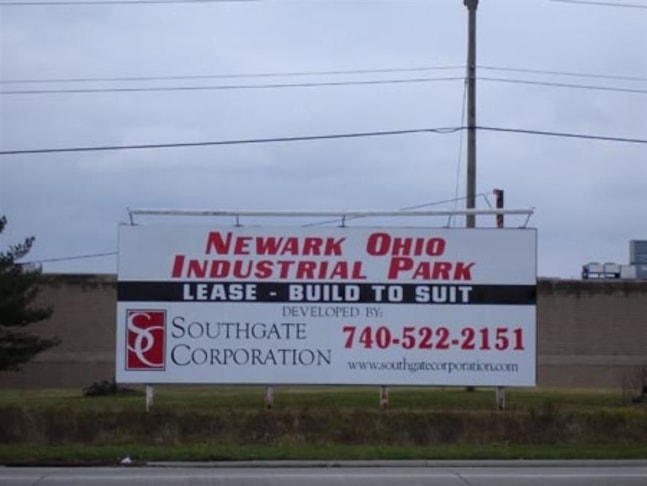 Newark Ohio
Industrial Park
LEASE - BUILD TO SUIT
DEVELOPED BY:
SC
SOUTHGATE
CORPORATION
740-522-2151
www.southgatecorporation.com